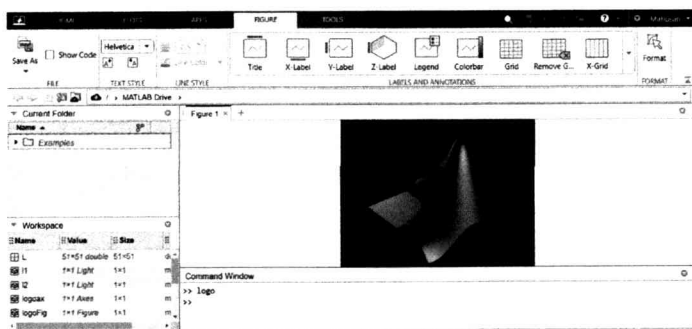 HOME PLOTS APPS FIGURE TOOLS
Save As
Show Code
Helvetica
FILE
TEXT STYLE
LINE STYLE
Title X-Label Y-Label Z-Label Legend Colorbar Grid Remove G... X-Grid
LABELS AND ANNOTATIONS
Format
FORMAT
/ › MATLAB Drive ›
Current Folder
Name
Examples
Workspace
Name Value Size
L 51×51 double 51×51
l1 1×1 Light 1×1 m
l2 1×1 Light 1×1 m
logoax 1×1 Axes 1×1 m
logoFig 1×1 Figure 1×1 m
Figure 1 × +
Command Window
>> logo
>>